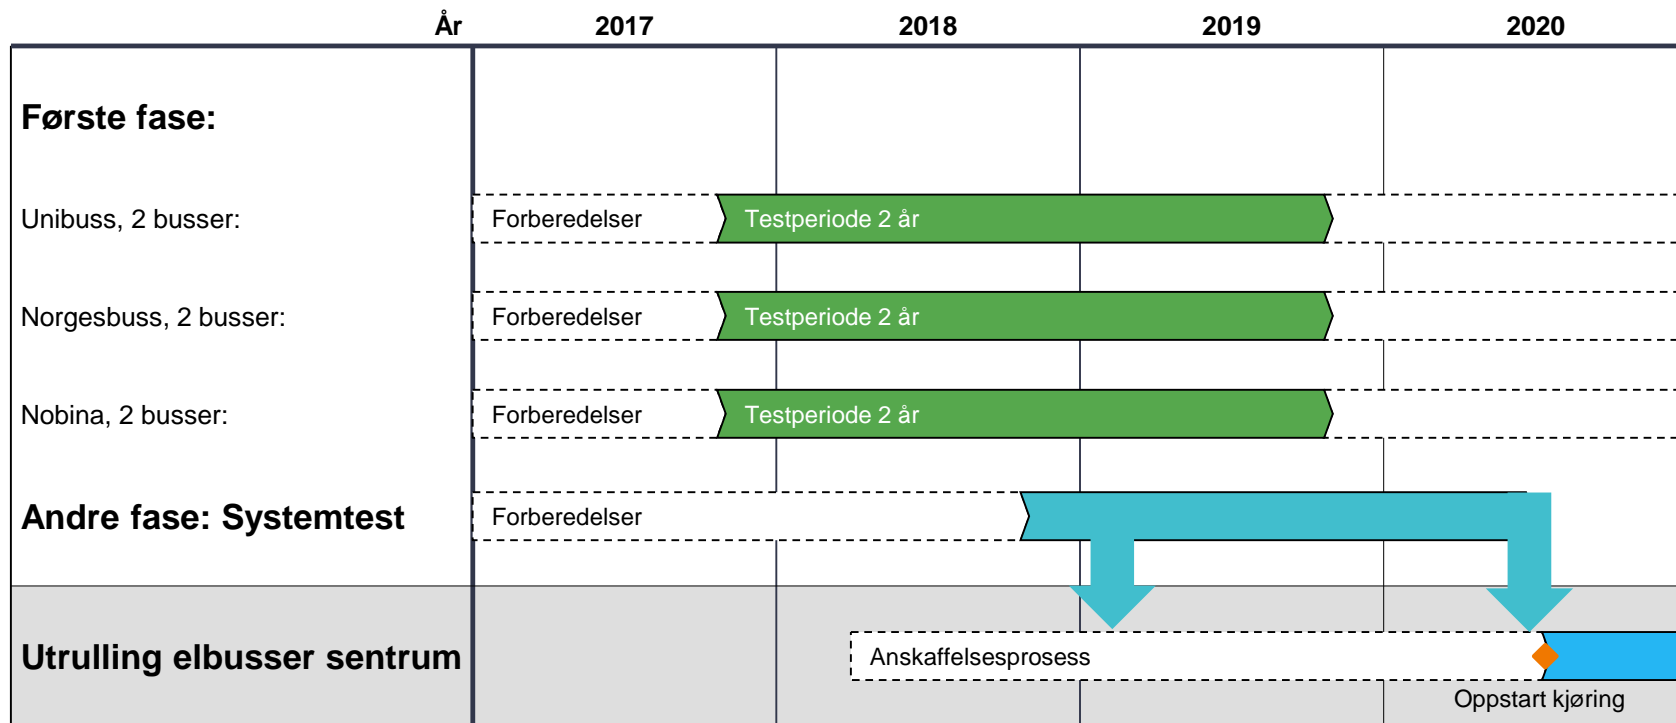 År 2017 2018 2019 2020
Første fase:
Unibuss, 2 busser: Forberedelser Testperiode 2 år
Norgesbuss, 2 busser: Forberedelser Testperiode 2 år
Nobina, 2 busser: Forberedelser Testperiode 2 år
Andre fase: Systemtest Forberedelser
Utrulling elbusser sentrum Anskaffelsesprosess
Oppstart kjøring